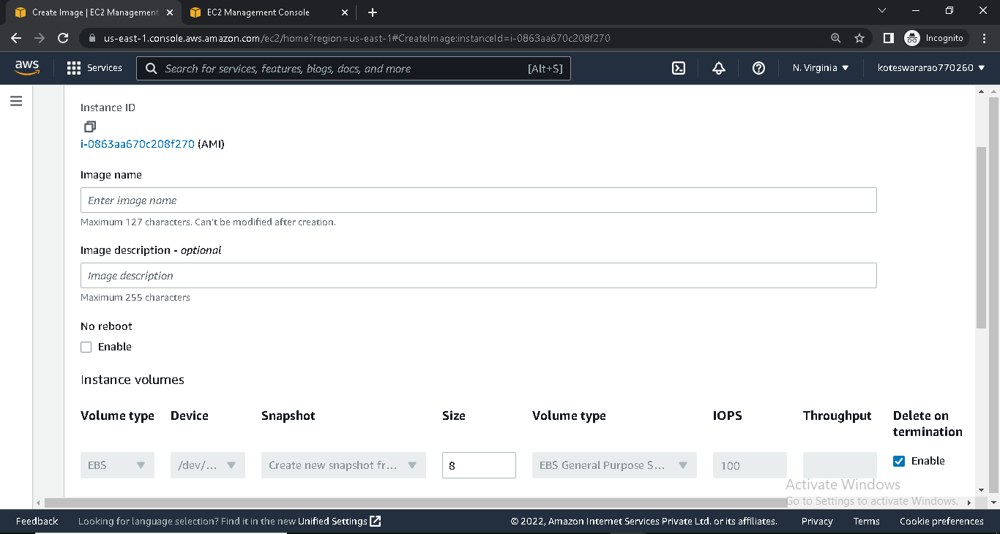 Create Image | EC2 Management
EC2 Management Console
us-east-1.console.aws.amazon.com/ec2/home?region=us-east-1#CreateImage:instanceId=i-0863aa670c208f270
Incognito
aws
Services
Search for services, features, blogs, docs, and more
[Alt+S]
N. Virginia
koteswararao770260
Instance ID
i-0863aa670c208f270 (AMI)
Image name
Enter image name
Maximum 127 characters. Can't be modified after creation.
Image description - optional
Image description
Maximum 255 characters
No reboot
Enable
Instance volumes
Volume type Device Snapshot Size Volume type IOPS Throughput Delete on termination
EBS /dev/... Create new snapshot fr... 8 EBS General Purpose S... 100 Enable
Activate Windows
Go to Settings to activate Windows.
Feedback Looking for language selection? Find it in the new Unified Settings © 2022, Amazon Internet Services Private Ltd. or its affiliates. Privacy Terms Cookie preferences